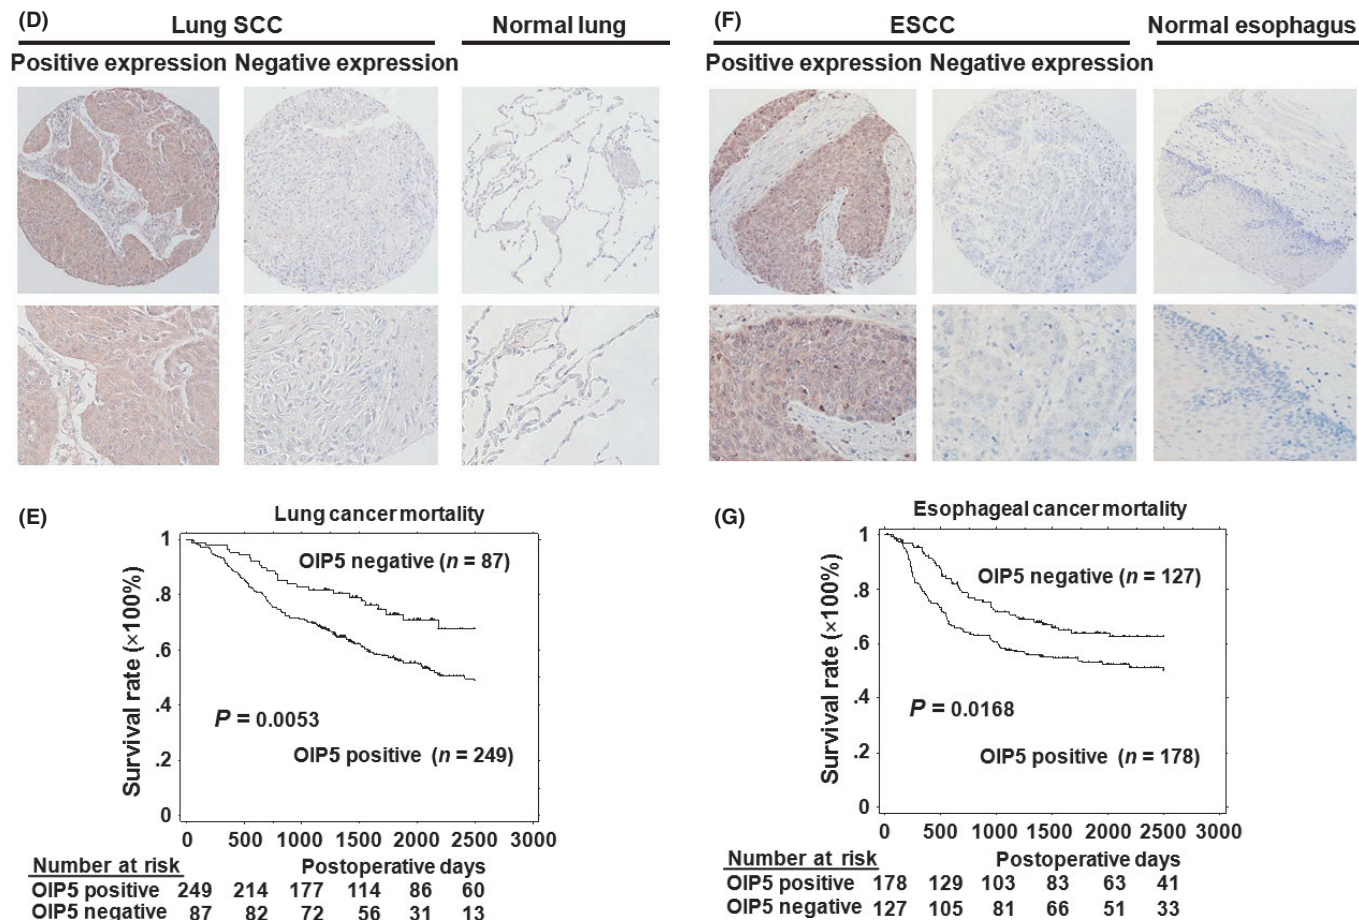 (D)
Lung SCC
Normal lung
Positive expression Negative expression
(F)
ESCC
Normal esophagus
Positive expression Negative expression
(E)
Lung cancer mortality
Survival rate (×100%)
1
.8
.6
.4
.2
0
OIP5 negative (n = 87)
P = 0.0053
OIP5 positive (n = 249)
0 500 1000 1500 2000 2500 3000
Number at risk
Postoperative days
OIP5 positive 249 214 177 114 86 60
OIP5 negative 87 82 72 56 31 13
(G)
Esophageal cancer mortality
Survival rate (×100%)
1
.8
.6
.4
.2
0
OIP5 negative (n = 127)
P = 0.0168
OIP5 positive (n = 178)
0 500 1000 1500 2000 2500 3000
Number at risk
Postoperative days
OIP5 positive 178 129 103 83 63 41
OIP5 negative 127 105 81 66 51 33